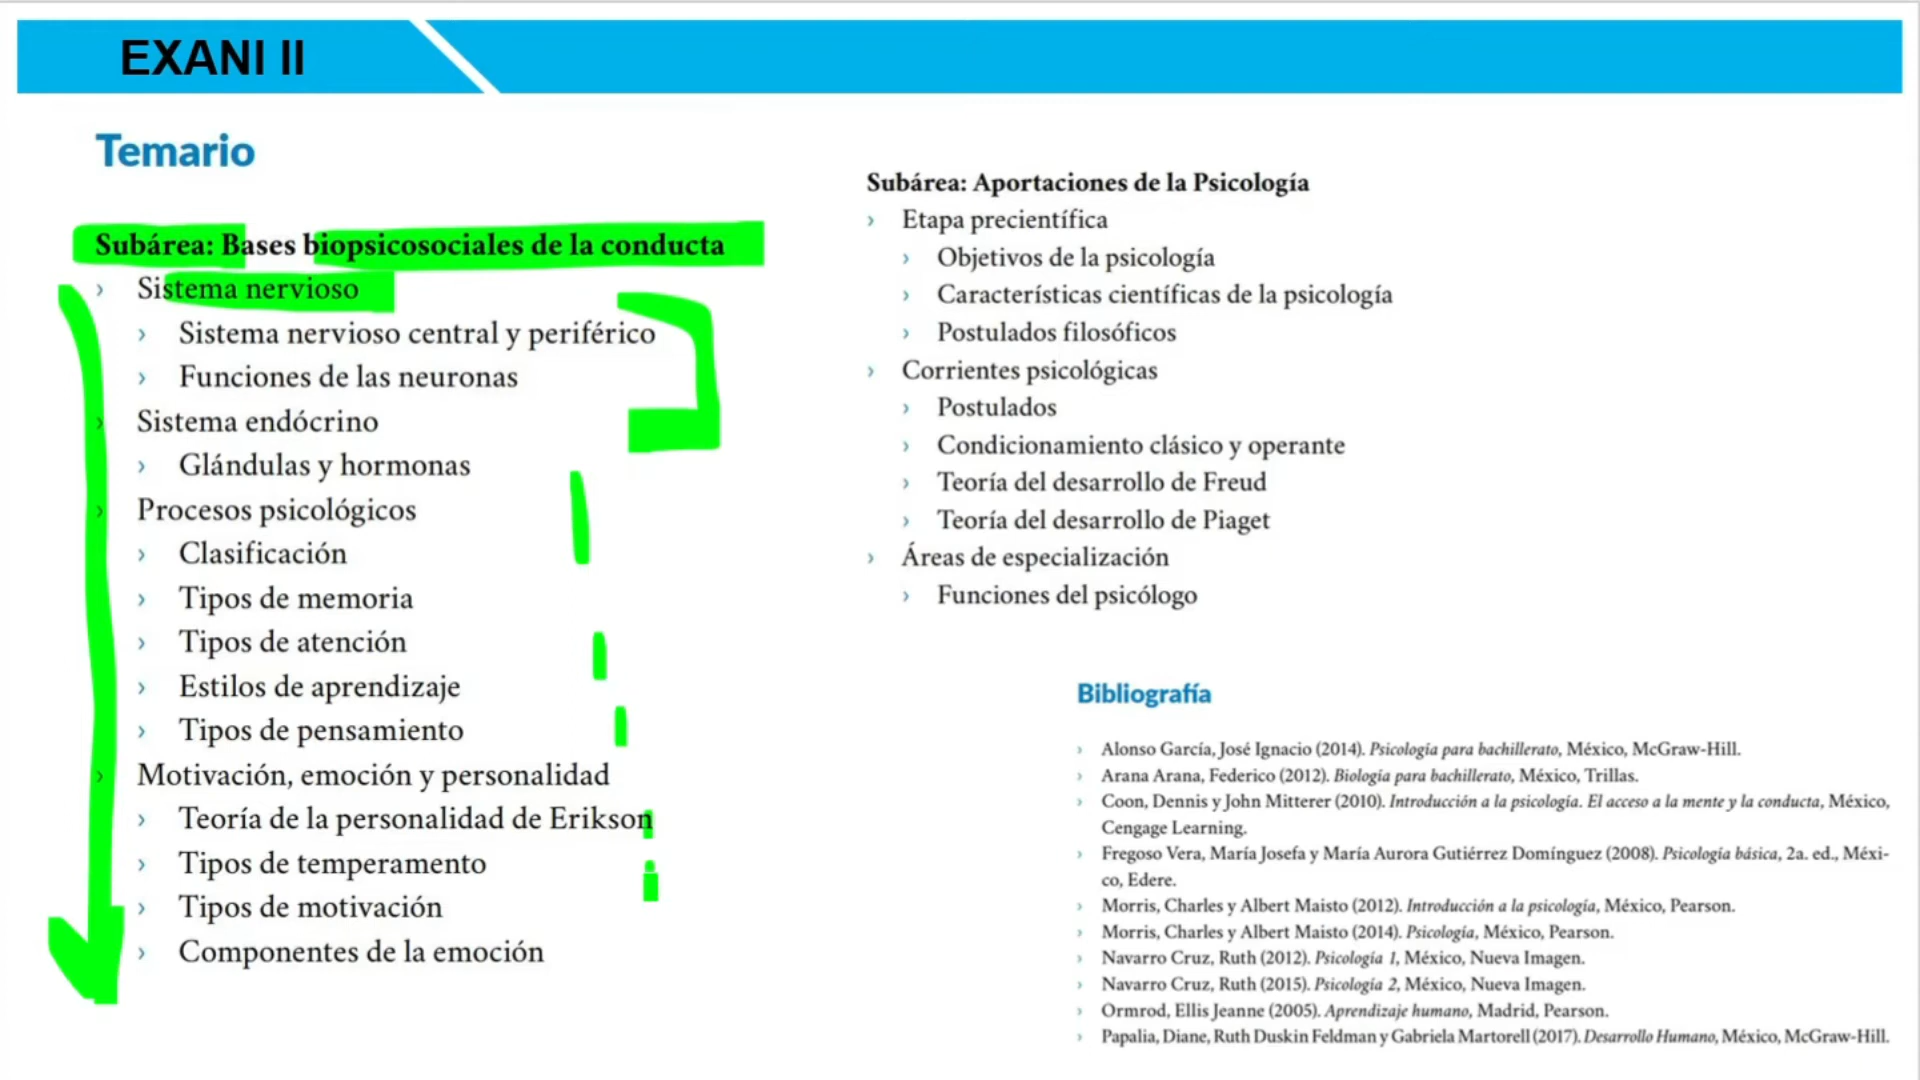 EXANI II
Temario
Subárea: Bases biopsicosociales de la conducta
› Sistema nervioso
› Sistema nervioso central y periférico
› Funciones de las neuronas
› Sistema endócrino
› Glándulas y hormonas
› Procesos psicológicos
› Clasificación
› Tipos de memoria
› Tipos de atención
› Estilos de aprendizaje
› Tipos de pensamiento
› Motivación, emoción y personalidad
› Teoría de la personalidad de Erikson
› Tipos de temperamento
› Tipos de motivación
› Componentes de la emoción
Subárea: Aportaciones de la Psicología
› Etapa precientífica
› Objetivos de la psicología
› Características científicas de la psicología
› Postulados filosóficos
› Corrientes psicológicas
› Postulados
› Condicionamiento clásico y operante
› Teoría del desarrollo de Freud
› Teoría del desarrollo de Piaget
› Áreas de especialización
› Funciones del psicólogo
Bibliografía
› Alonso García, José Ignacio (2014). Psicología para bachillerato, México, McGraw-Hill.
› Arana Arana, Federico (2012). Biología para bachillerato, México, Trillas.
› Coon, Dennis y John Mitterer (2010). Introducción a la psicología. El acceso a la mente y la conducta, México,
Cengage Learning.
› Fregoso Vera, María Josefa y María Aurora Gutiérrez Domínguez (2008). Psicología básica, 2a. ed., Méxi-
co, Edere.
› Morris, Charles y Albert Maisto (2012). Introducción a la psicología, México, Pearson.
› Morris, Charles y Albert Maisto (2014). Psicología, México, Pearson.
› Navarro Cruz, Ruth (2012). Psicología 1, México, Nueva Imagen.
› Navarro Cruz, Ruth (2015). Psicología 2, México, Nueva Imagen.
› Ormrod, Ellis Jeanne (2005). Aprendizaje humano, Madrid, Pearson.
› Papalia, Diane, Ruth Duskin Feldman y Gabriela Martorell (2017). Desarrollo Humano, México, McGraw-Hill.